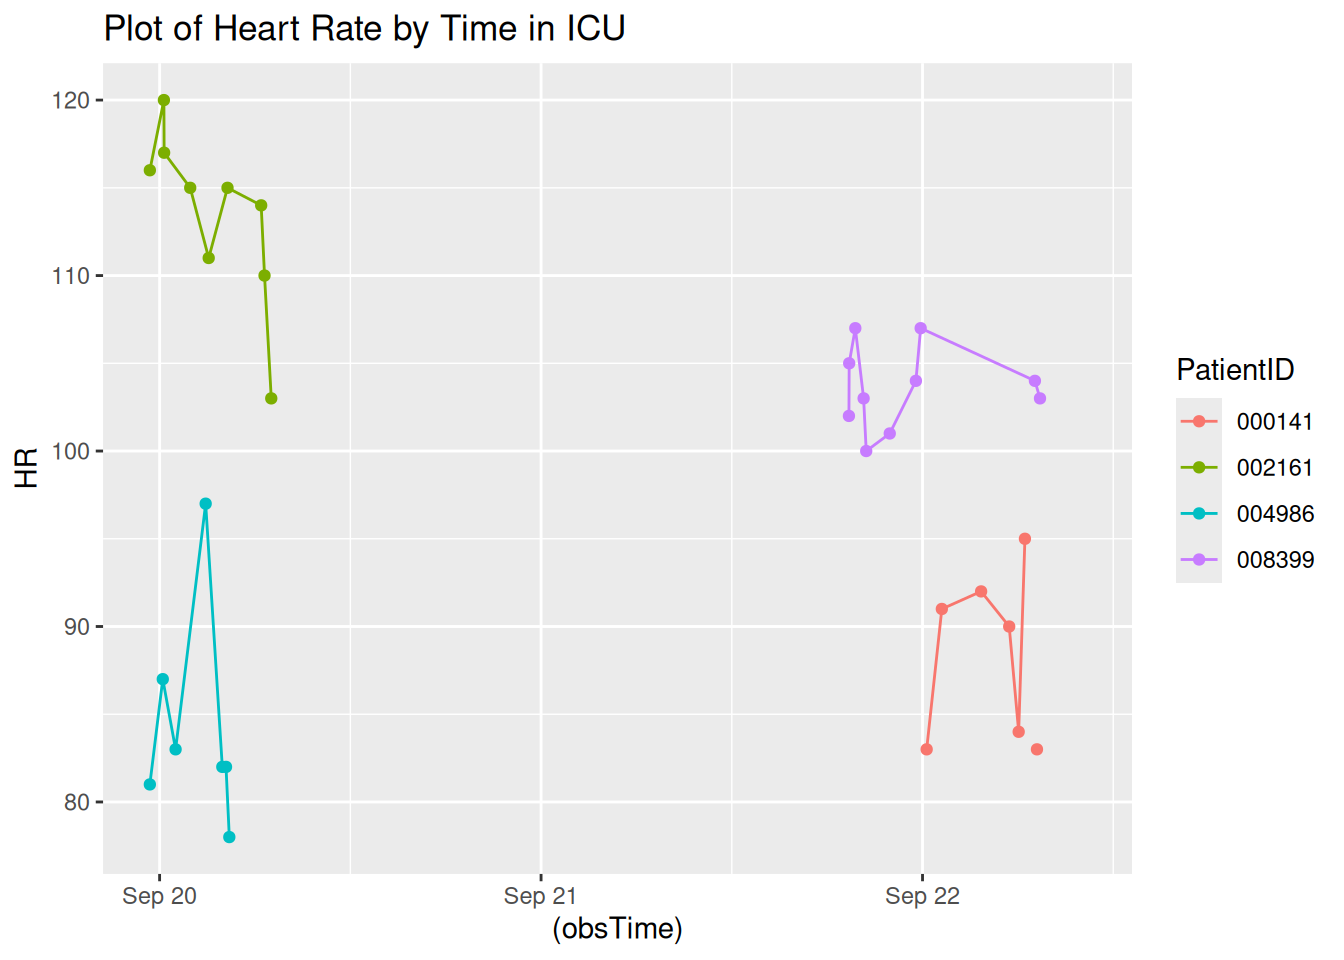 Plot of Heart Rate by Time in ICU
120
110
100
90
80
HR
Sep 20
Sep 21
Sep 22
(obsTime)
PatientID
000141
002161
004986
008399